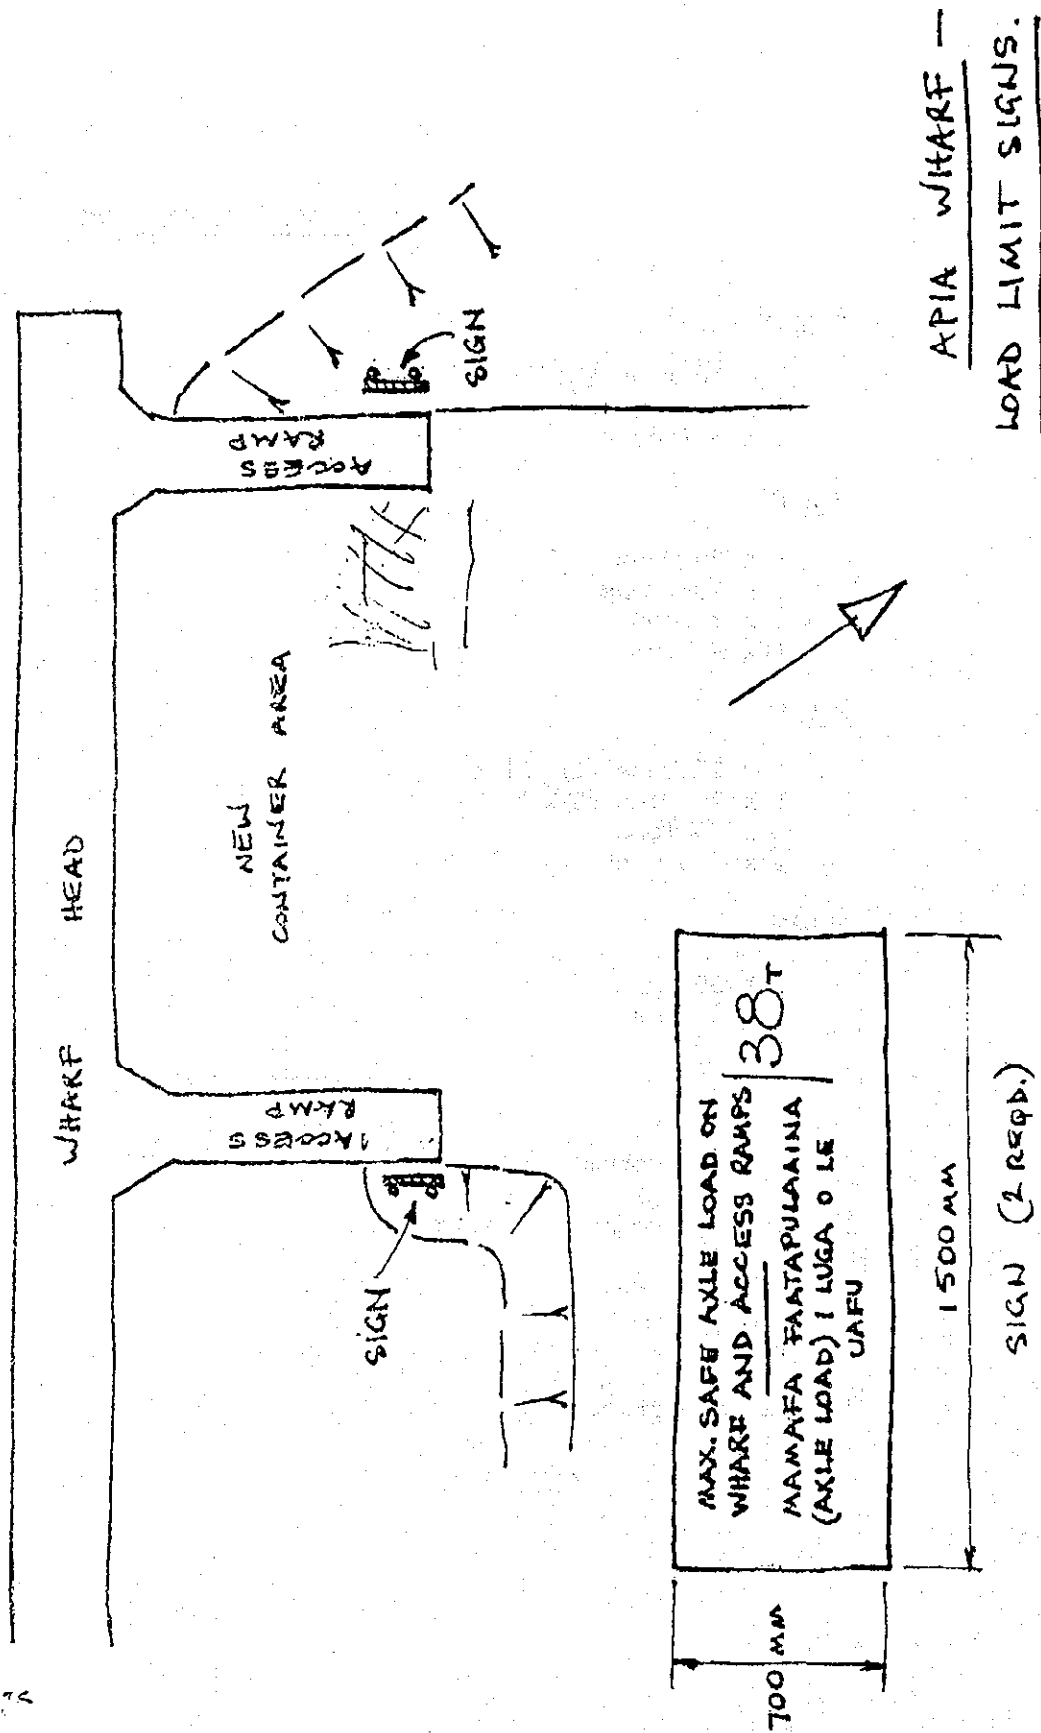 WHARF HEAD
ACCESS
RAMP
ACCESS
RAMP
NEW
CONTAINER AREA
SIGN
SIGN
MAX. SAFE AXLE LOAD ON
WHARF AND ACCESS RAMPS
38T
MAMAFA FAATAPULAAINA
(AXLE LOAD) I LUGA O LE
UAFU
700 MM
1500 MM
SIGN (2 REQD.)
APIA WHARF —
LOAD LIMIT SIGNS.